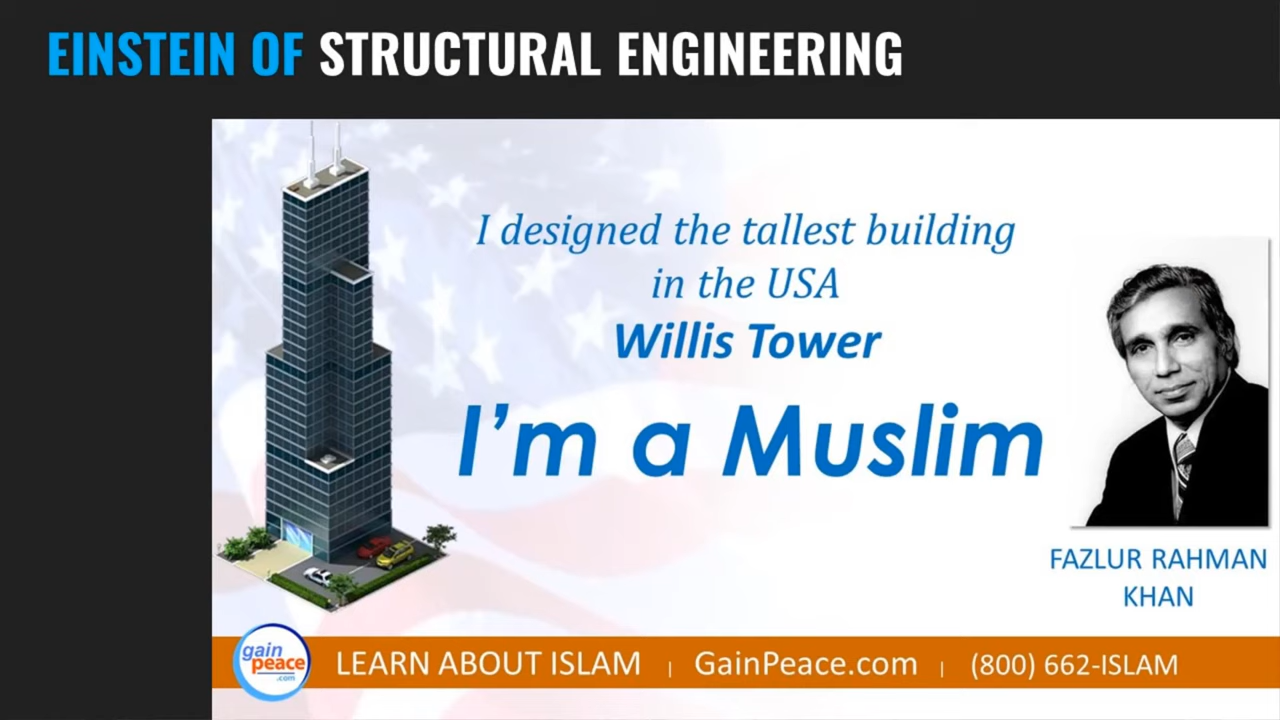 EINSTEIN OF STRUCTURAL ENGINEERING
I designed the tallest building
in the USA
Willis Tower
I'm a Muslim
FAZLUR RAHMAN
KHAN
gain
peace
.com
LEARN ABOUT ISLAM | GainPeace.com | (800) 662-ISLAM